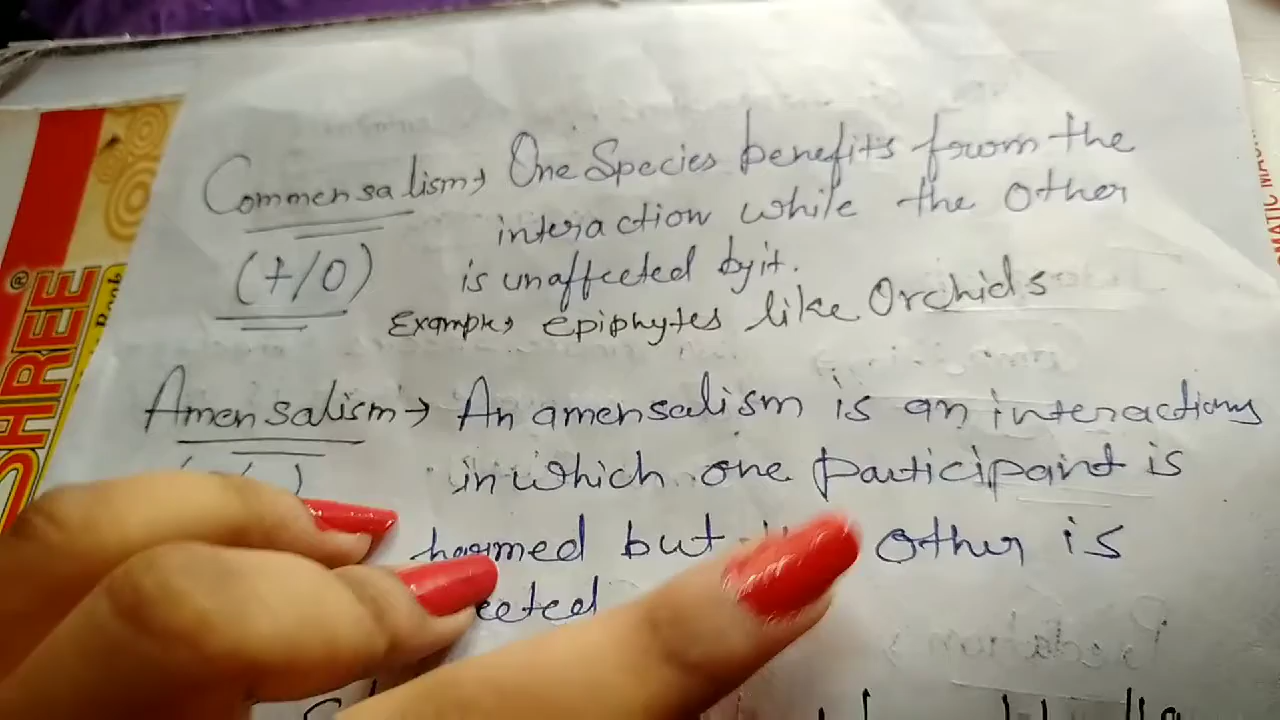 Commensalism → One Species benefits from the
interaction while the Other
(+/0) is unaffected by it.
Example → epiphytes like Orchids
Amensalism → An amensalism is an interactions
in which one participant is
harmed but Other is
SHREE
®